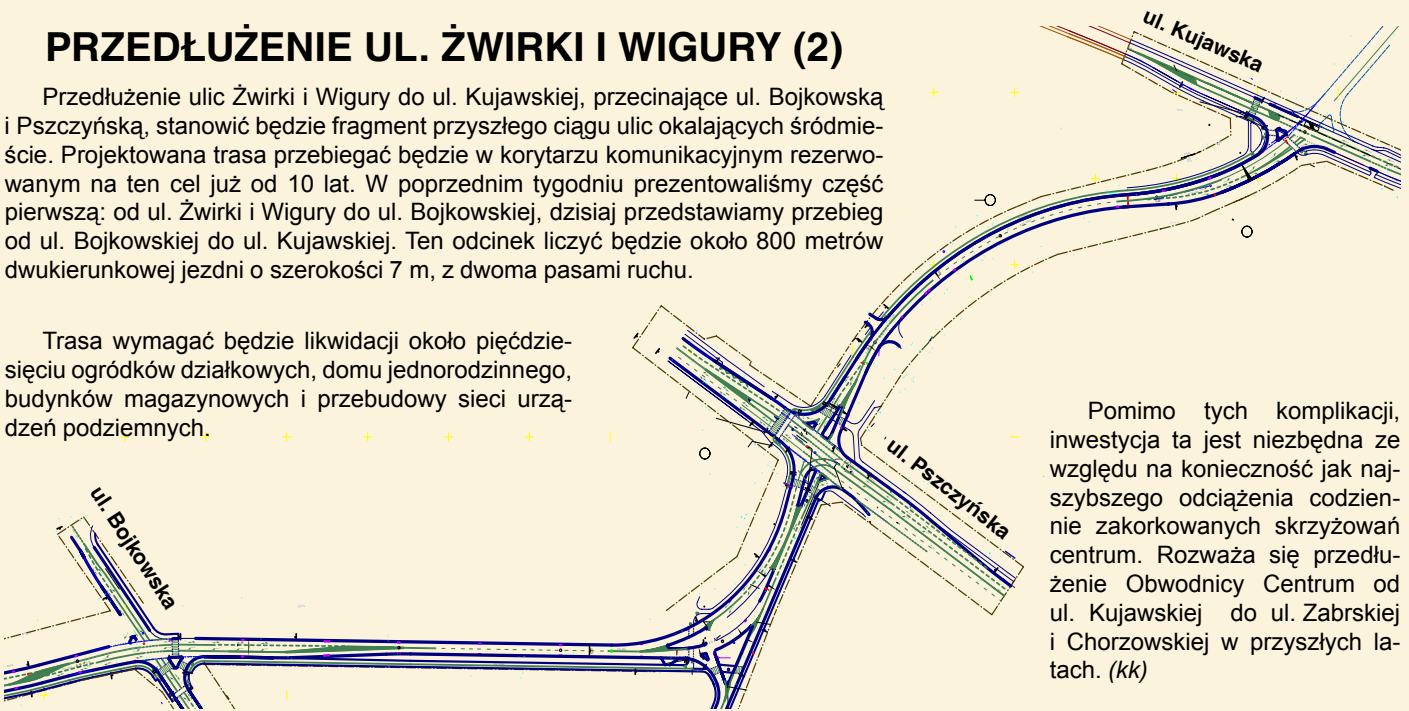 PRZEDŁUŻENIE UL. ŻWIRKI I WIGURY (2)
Przedłużenie ulic Żwirki i Wigury do ul. Kujawskiej, przecinające ul. Bojkowską
i Pszczyńską, stanowić będzie fragment przyszłego ciągu ulic okalających śródmie-
ście. Projektowana trasa przebiegać będzie w korytarzu komunikacyjnym rezerwo-
wanym na ten cel już od 10 lat. W poprzednim tygodniu prezentowaliśmy część
pierwszą: od ul. Żwirki i Wigury do ul. Bojkowskiej, dzisiaj przedstawiamy przebieg
od ul. Bojkowskiej do ul. Kujawskiej. Ten odcinek liczyć będzie około 800 metrów
dwukierunkowej jezdni o szerokości 7 m, z dwoma pasami ruchu.
Trasa wymagać będzie likwidacji około pięćdzie-
sięciu ogródków działkowych, domu jednorodzinnego,
budynków magazynowych i przebudowy sieci urzą-
dzeń podziemnych.
Pomimo tych komplikacji,
inwestycja ta jest niezbędna ze
względu na konieczność jak naj-
szybszego odciążenia codzien-
nie zakorkowanych skrzyżowań
centrum. Rozważa się przedłu-
żenie Obwodnicy Centrum od
ul. Kujawskiej do ul. Zabrskiej
i Chorzowskiej w przyszłych la-
tach. (kk)
ul. Kujawska
ul. Pszczyńska
ul. Bojkowska